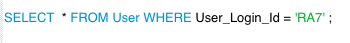 SELECT  * FROM User WHERE User_Login_Id = 'RA7' ;